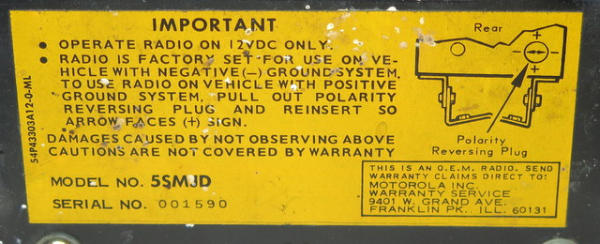 IMPORTANT
• OPERATE RADIO ON 12VDC ONLY.
• RADIO IS FACTORY SET FOR USE ON VE-
HICLE WITH NEGATIVE (–) GROUND SYSTEM.
TO USE RADIO ON VEHICLE WITH POSITIVE
GROUND SYSTEM, PULL OUT POLARITY
REVERSING PLUG AND REINSERT SO
ARROW FACES (+) SIGN.
DAMAGES CAUSED BY NOT OBSERVING ABOVE
CAUTIONS ARE NOT COVERED BY WARRANTY
MODEL NO. 5SMJD
SERIAL NO. 001590
54P43303A12-P-ML
Rear
+
–
+
Polarity
Reversing Plug
THIS IS AN O.E.M. RADIO. SEND
WARRANTY CLAIMS DIRECT TO:
MOTOROLA INC.
WARRANTY SERVICE
9401 W. GRAND AVE.
FRANKLIN PK., ILL. 60131